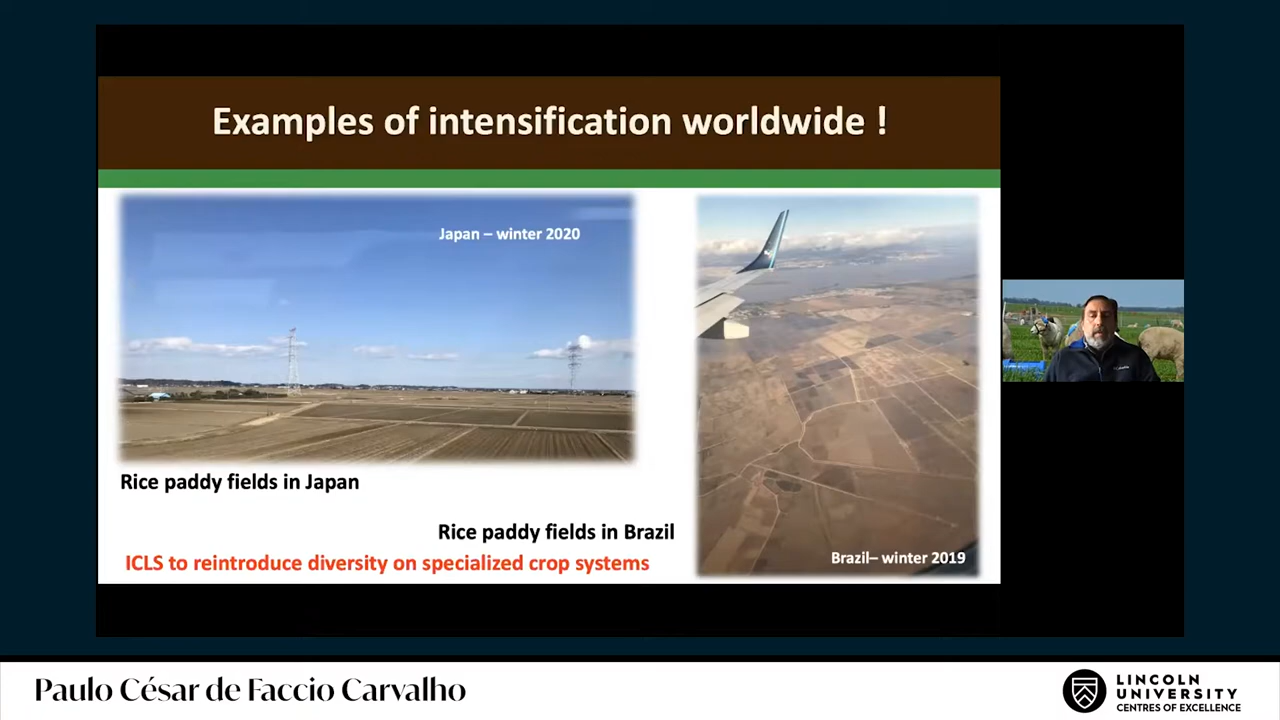 Examples of intensification worldwide !
Japan – winter 2020
Rice paddy fields in Japan
Rice paddy fields in Brazil
ICLS to reintroduce diversity on specialized crop systems
Brazil– winter 2019
Paulo César de Faccio Carvalho
LINCOLN
UNIVERSITY
CENTRES OF EXCELLENCE